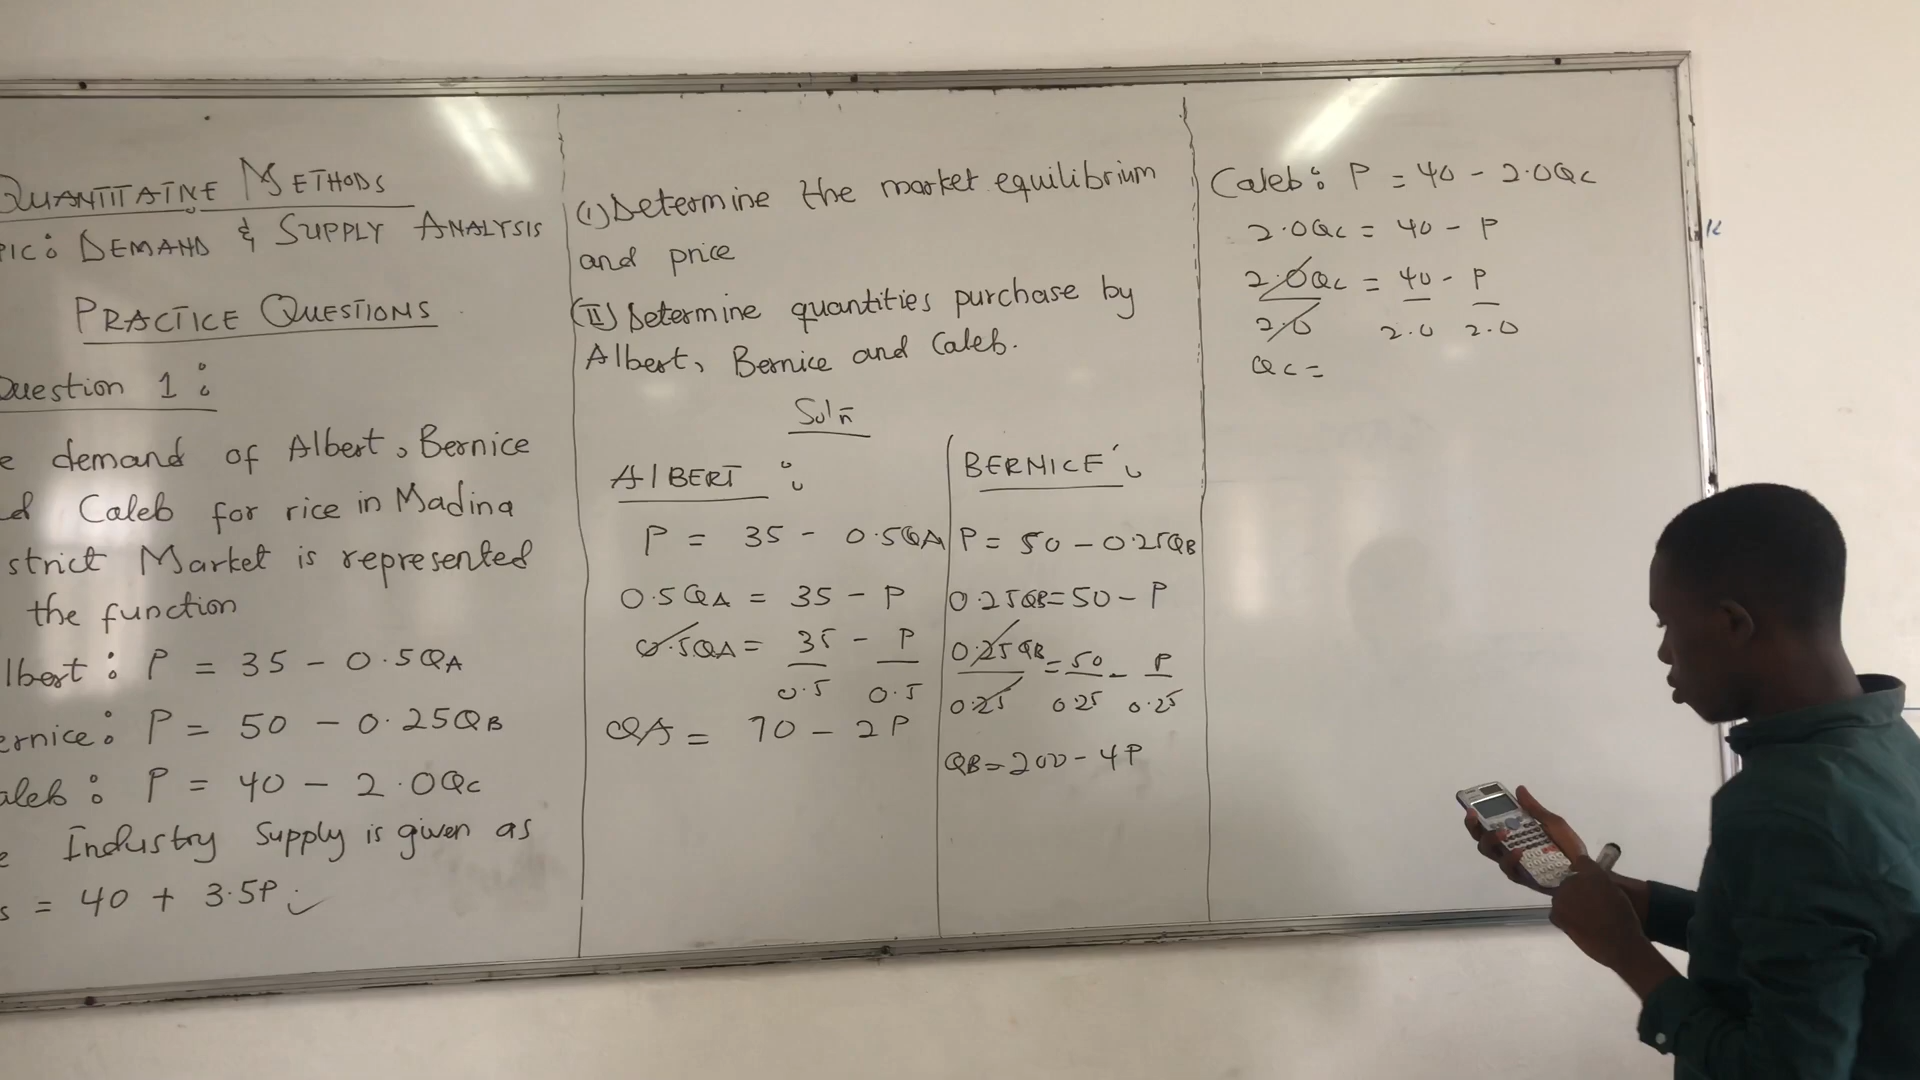 QUANTITATIVE METHODS
PIC: DEMAND & SUPPLY ANALYSIS
PRACTICE QUESTIONS
Question 1:
e demand of Albert, Bernice
d Caleb for rice in Madina
strict Market is represented
the function
lbert: P = 35 - 0.5QA
ernice: P = 50 - 0.25QB
aleb: P = 40 - 2.0Qc
e Industry Supply is given as
s = 40 + 3.5P
(I) Determine the market equilibrium
and price
(II) Determine quantities purchase by
Albert, Bernice and Caleb.
Soln
ALBERT:
P = 35 - 0.5QA
0.5QA = 35 - P
0.5QA = 35 - P
0.5 0.5
QA = 70 - 2P
BERNICE:
P = 50 - 0.25QB
0.25QB = 50 - P
0.25QB = 50 - P
0.25 0.25 0.25
QB = 200 - 4P
Caleb: P = 40 - 2.0Qc
2.0Qc = 40 - P
2.0Qc = 40 - P
2.0 2.0 2.0
Qc =